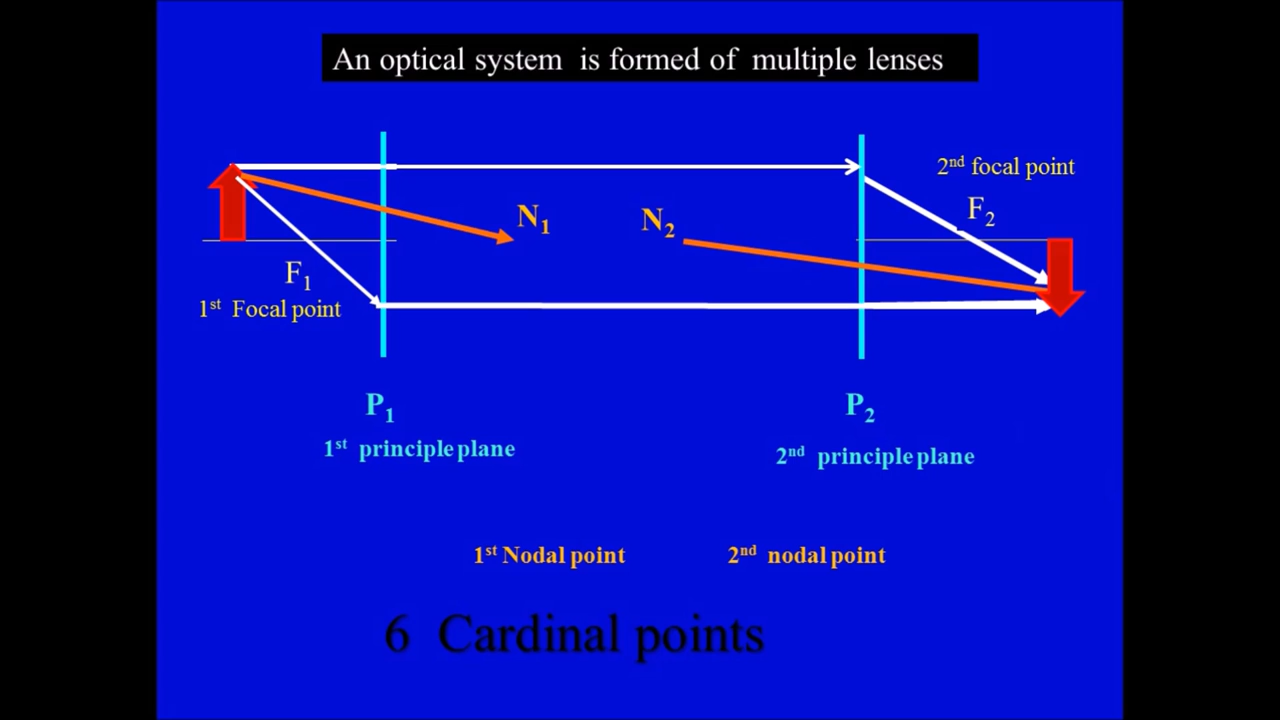 An optical system is formed of multiple lenses
2nd focal point
F2
N1
N2
F1
1st Focal point
P1
P2
1st principle plane
2nd principle plane
1st Nodal point
2nd nodal point
6 Cardinal points